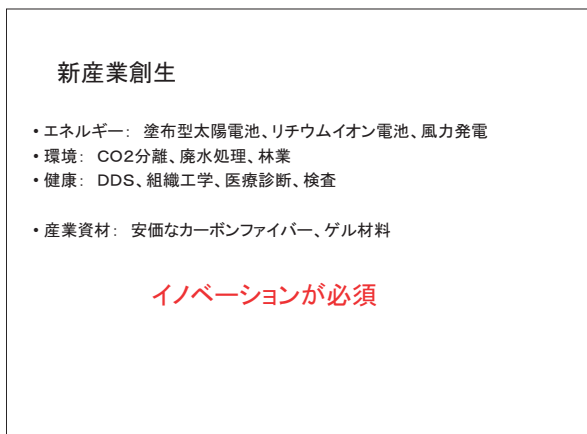 新産業創生
• エネルギー： 塗布型太陽電池、リチウムイオン電池、風力発電
• 環境： CO2分離、廃水処理、林業
• 健康： DDS、組織工学、医療診断、検査
• 産業資材： 安価なカーボンファイバー、ゲル材料
イノベーションが必須